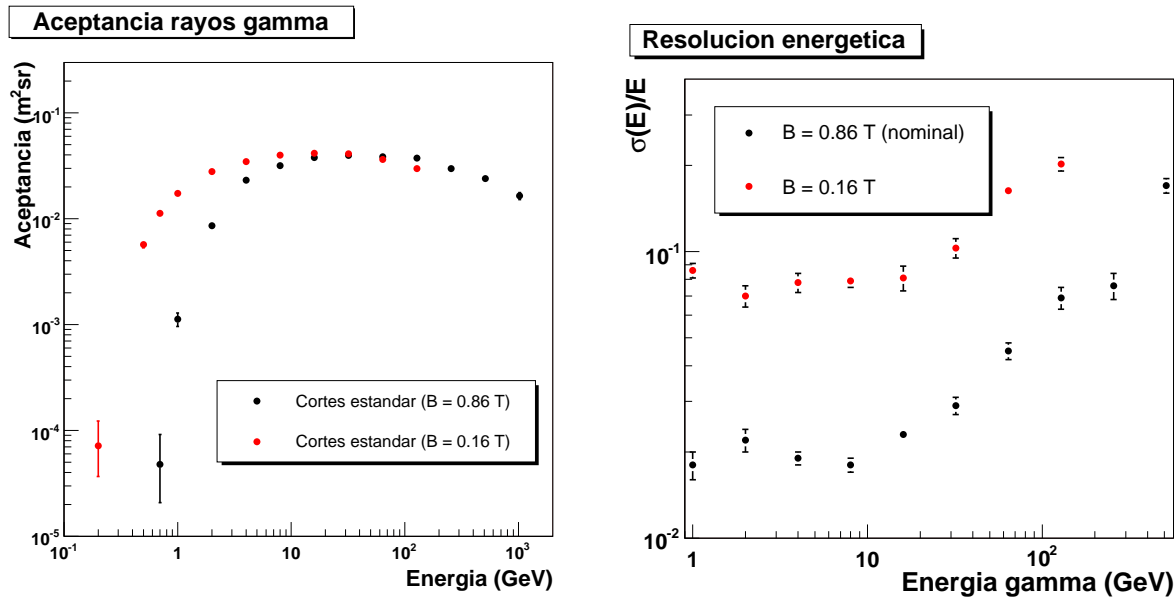 Aceptancia rayos gamma
Aceptancia (m²sr)
10⁻¹
10⁻²
10⁻³
10⁻⁴
10⁻⁵
Cortes estandar (B = 0.86 T)
Cortes estandar (B = 0.16 T)
10⁻¹ 1 10 10² 10³
Energia (GeV)
Resolucion energetica
σ(E)/E
B = 0.86 T (nominal)
B = 0.16 T
10⁻¹
10⁻²
1 10 10²
Energia gamma (GeV)